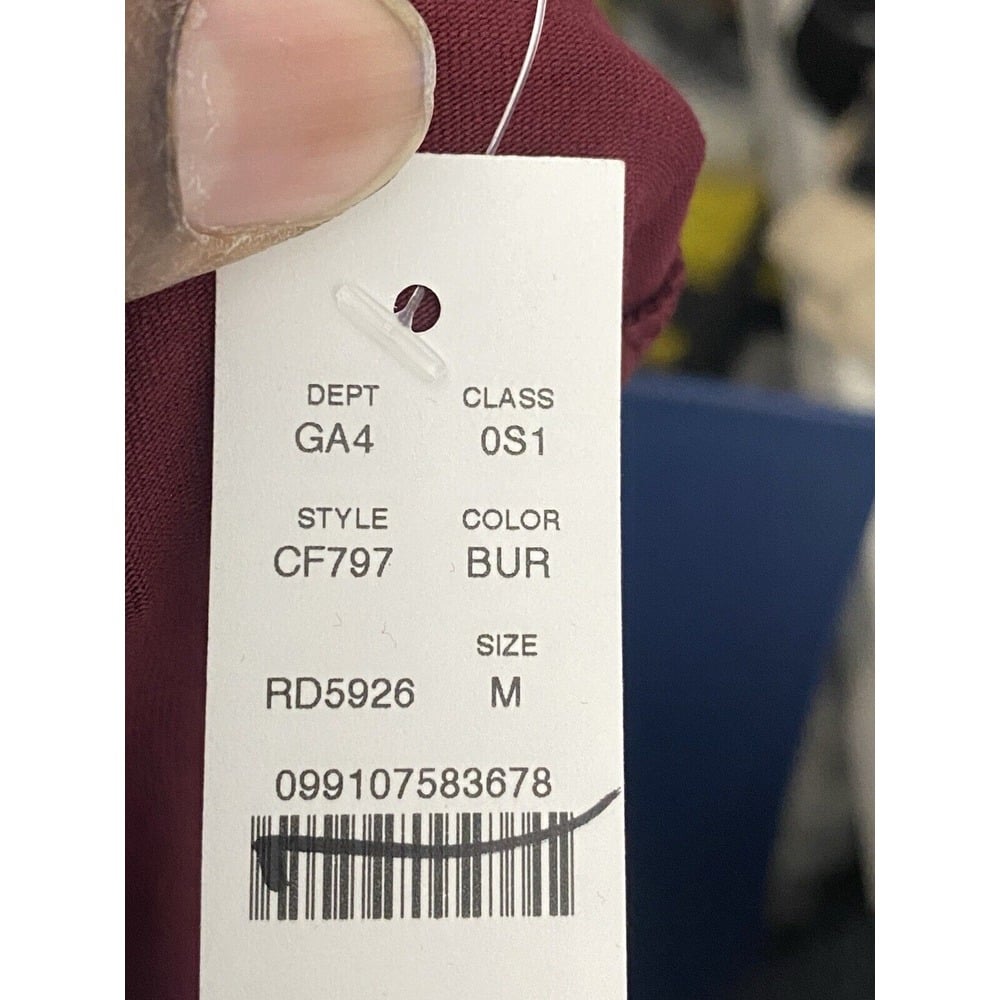 DEPT CLASS
GA4 0S1
STYLE COLOR
CF797 BUR
SIZE
RD5926 M
099107583678